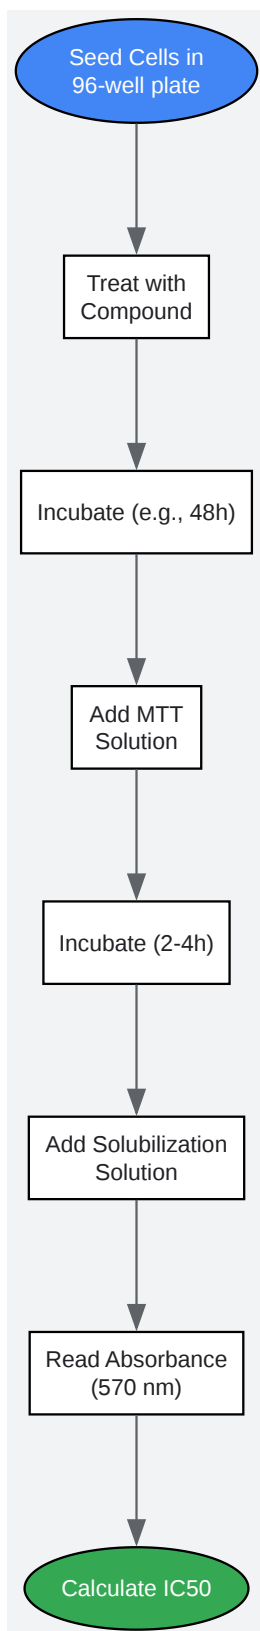 Seed Cells in
96-well plate
Treat with
Compound
Incubate (e.g., 48h)
Add MTT
Solution
Incubate (2-4h)
Add Solubilization
Solution
Read Absorbance
(570 nm)
Calculate IC50